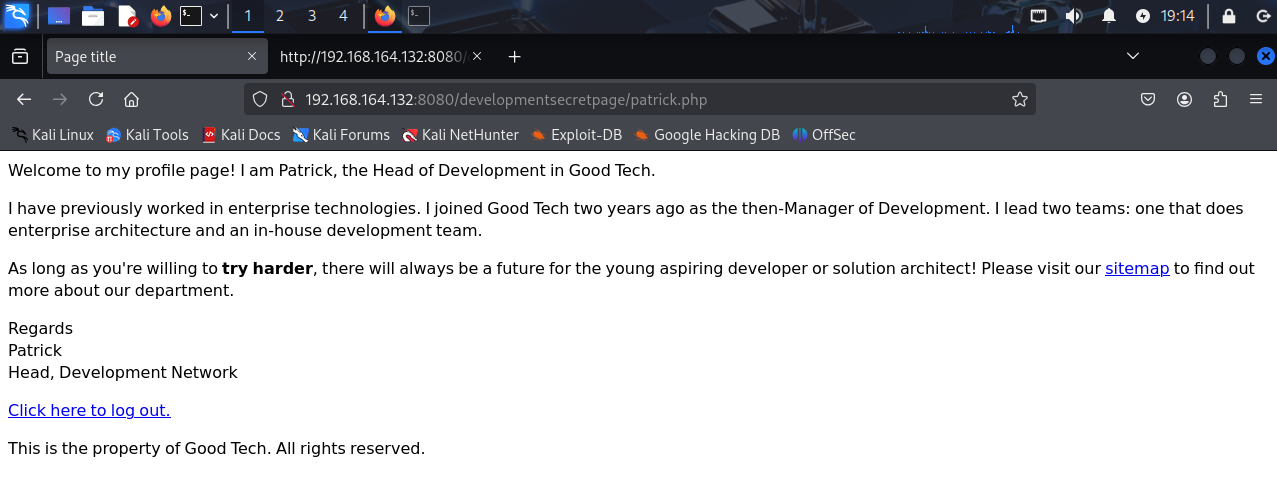 1 2 3 4 19:14
Page title http://192.168.164.132:8080/
192.168.164.132:8080/developmentsecretpage/patrick.php
Kali Linux Kali Tools Kali Docs Kali Forums Kali NetHunter Exploit-DB Google Hacking DB OffSec
Welcome to my profile page! I am Patrick, the Head of Development in Good Tech.
I have previously worked in enterprise technologies. I joined Good Tech two years ago as the then-Manager of Development. I lead two teams: one that does
enterprise architecture and an in-house development team.
As long as you're willing to try harder, there will always be a future for the young aspiring developer or solution architect! Please visit our sitemap to find out
more about our department.
Regards
Patrick
Head, Development Network
Click here to log out.
This is the property of Good Tech. All rights reserved.